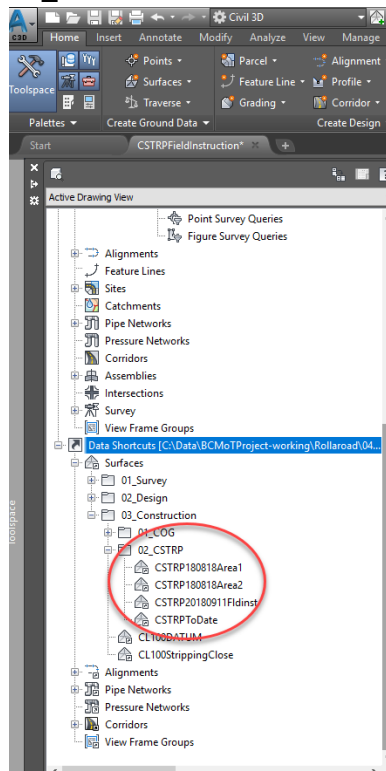 Civil 3D
C3D
Home Insert Annotate Modify Analyze View Manage
Toolspace
Points Parcel Alignment
Surfaces Feature Line Profile
Traverse Grading Corridor
Palettes Create Ground Data Create Design
Start CSTRPFieldInstruction*
Active Drawing View
Point Survey Queries
Figure Survey Queries
Alignments
Feature Lines
Sites
Catchments
Pipe Networks
Pressure Networks
Corridors
Assemblies
Intersections
Survey
View Frame Groups
Data Shortcuts [C:\Data\BCMoTProject-working\Rollaroad\04...
Surfaces
01_Survey
02_Design
03_Construction
01_COG
02_CSTRP
CSTRP180818Area1
CSTRP180818Area2
CSTRP20180911Fldinst
CSTRPToDate
CL100DATUM
CL100StrippingClose
Alignments
Pipe Networks
Pressure Networks
Corridors
View Frame Groups
Toolspace